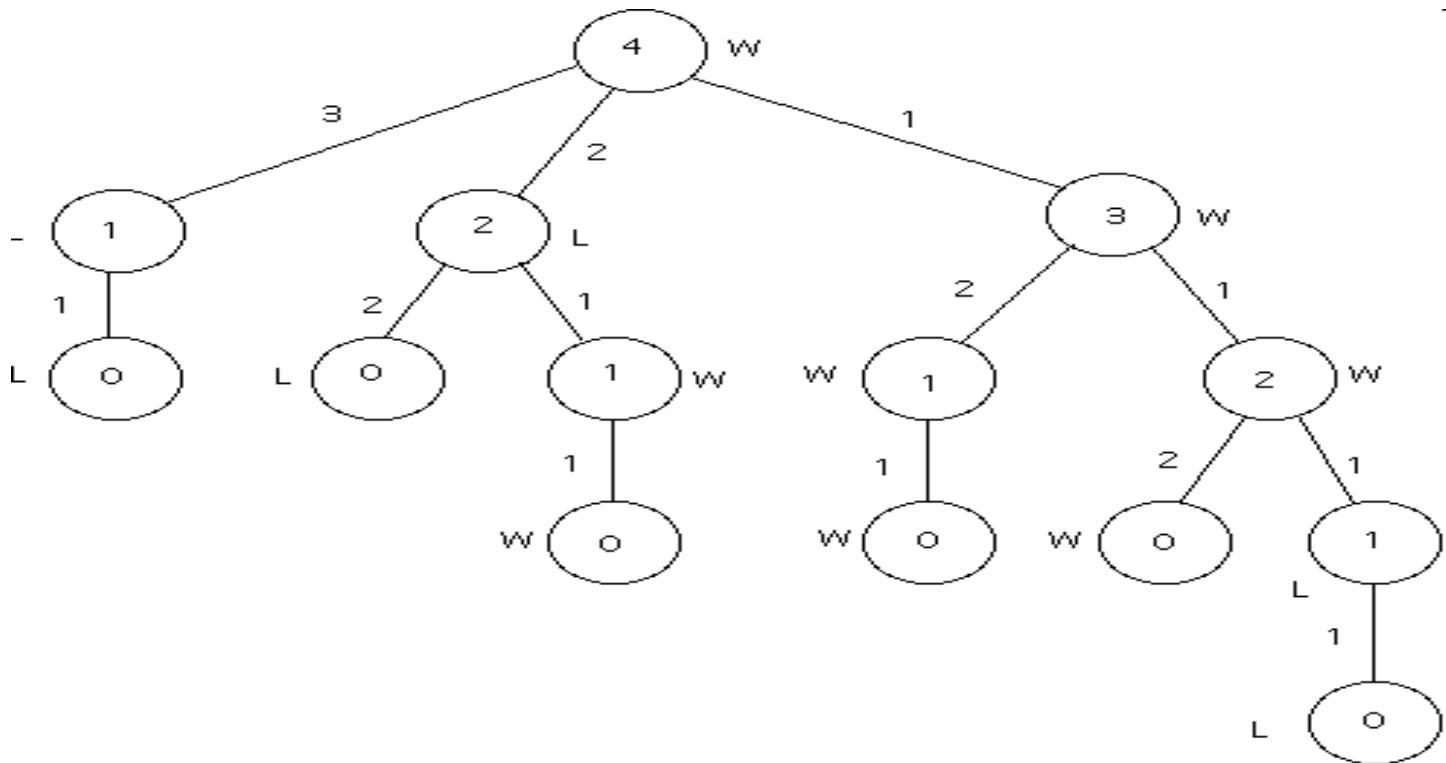 4 W
3 2 1
1 2 L 3 W
1 2 1 2 1
L 0 L 0 1 W W 1 2 W
1 1 2 1
W 0 W 0 W 0 1
L
1
L 0